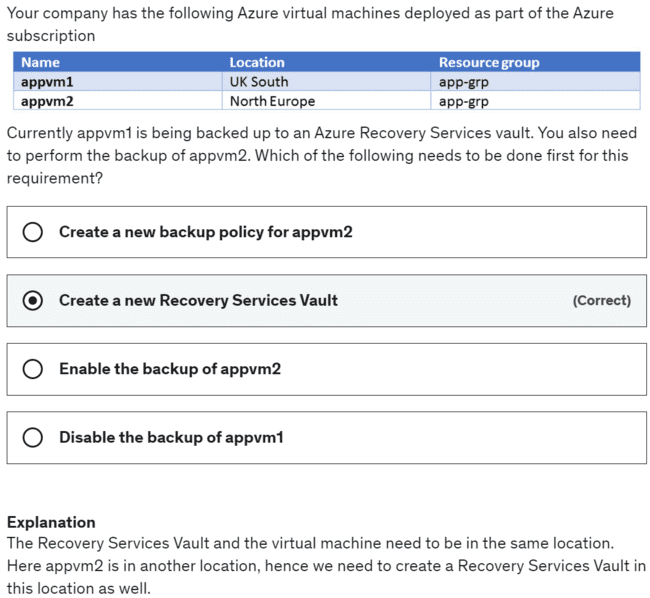 Your company has the following Azure virtual machines deployed as part of the Azure
subscription
Name Location Resource group
appvm1 UK South app-grp
appvm2 North Europe app-grp
Currently appvm1 is being backed up to an Azure Recovery Services vault. You also need
to perform the backup of appvm2. Which of the following needs to be done first for this
requirement?
Create a new backup policy for appvm2
Create a new Recovery Services Vault (Correct)
Enable the backup of appvm2
Disable the backup of appvm1
Explanation
The Recovery Services Vault and the virtual machine need to be in the same location.
Here appvm2 is in another location, hence we need to create a Recovery Services Vault in
this location as well.